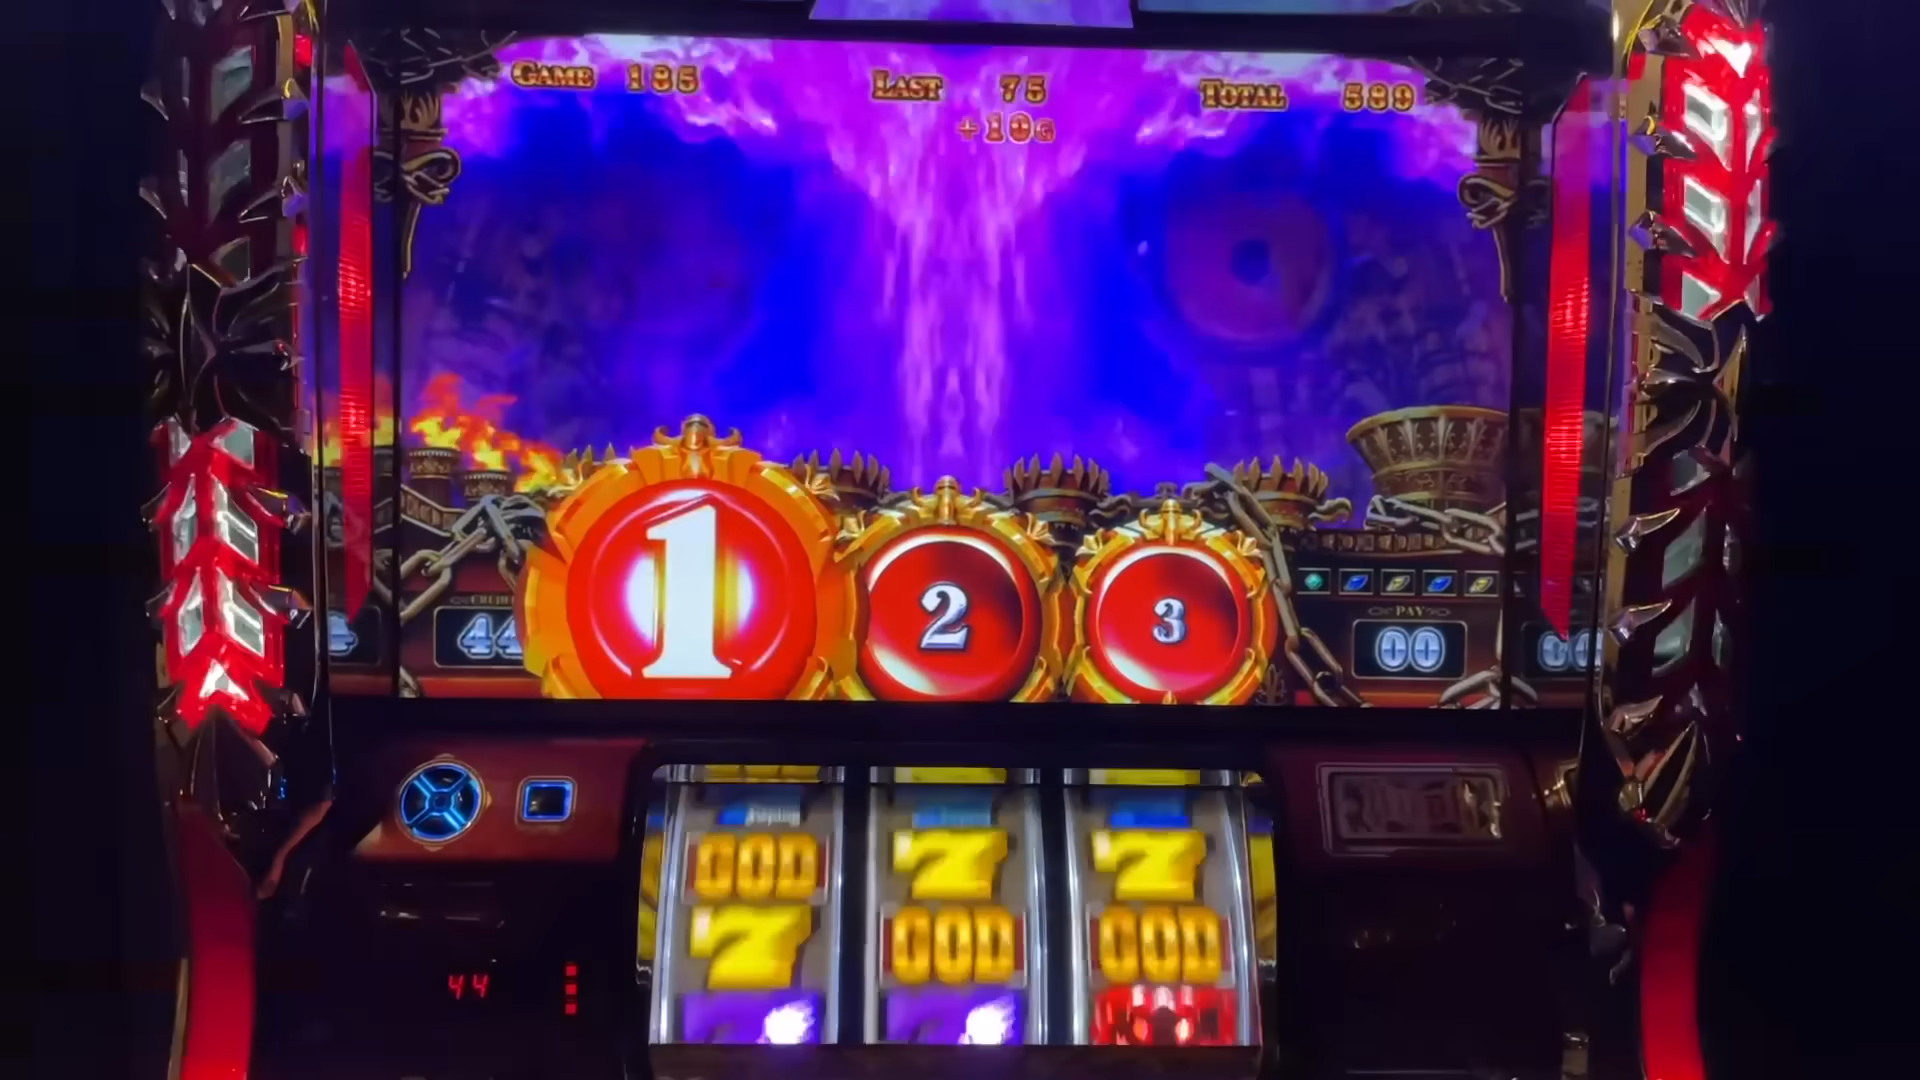 GAME 185 LAST 75 TOTAL 589
+10G
1 2 3
PAY
44 00
Replay
GOD 7 7
7 GOD GOD
44